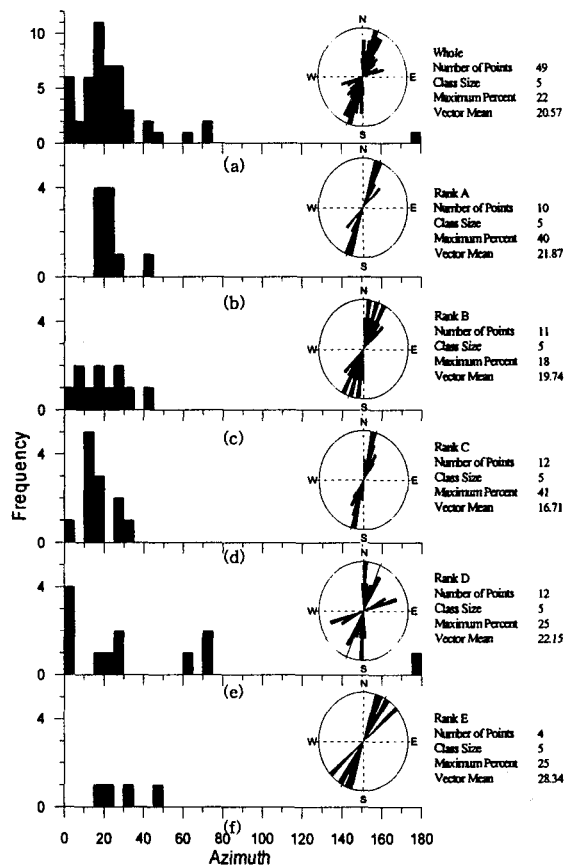 10
5
0
N
W
E
S
Whole
Number of Points 49
Class Size 5
Maximum Percent 22
Vector Mean 20.57
(a)
4
0
N
W
E
S
Rank A
Number of Points 10
Class Size 5
Maximum Percent 40
Vector Mean 21.87
(b)
4
0
N
W
E
S
Rank B
Number of Points 11
Class Size 5
Maximum Percent 18
Vector Mean 19.74
(c)
Frequency
4
0
N
W
E
S
Rank C
Number of Points 12
Class Size 5
Maximum Percent 41
Vector Mean 16.71
(d)
4
0
N
W
E
S
Rank D
Number of Points 12
Class Size 5
Maximum Percent 25
Vector Mean 22.15
(e)
4
0
N
W
E
S
Rank E
Number of Points 4
Class Size 5
Maximum Percent 25
Vector Mean 28.34
0 20 40 60 80 100 120 140 160 180
(f)
Azimuth